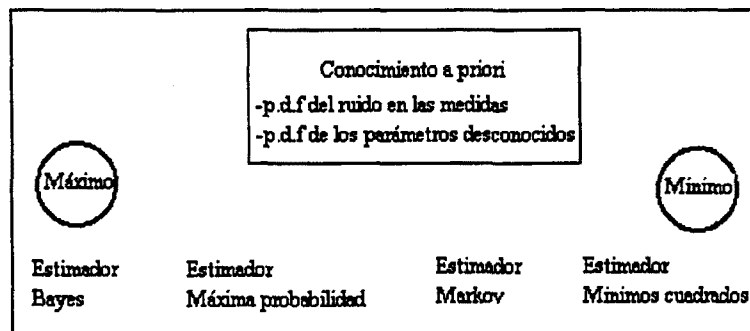 Conocimiento a priori
-p.d.f del ruido en las medidas
-p.d.f de los parámetros desconocidos
Máximo
Mínimo
Estimador
Bayes
Estimador
Máxima probabilidad
Estimador
Markov
Estimador
Mínimos cuadrados